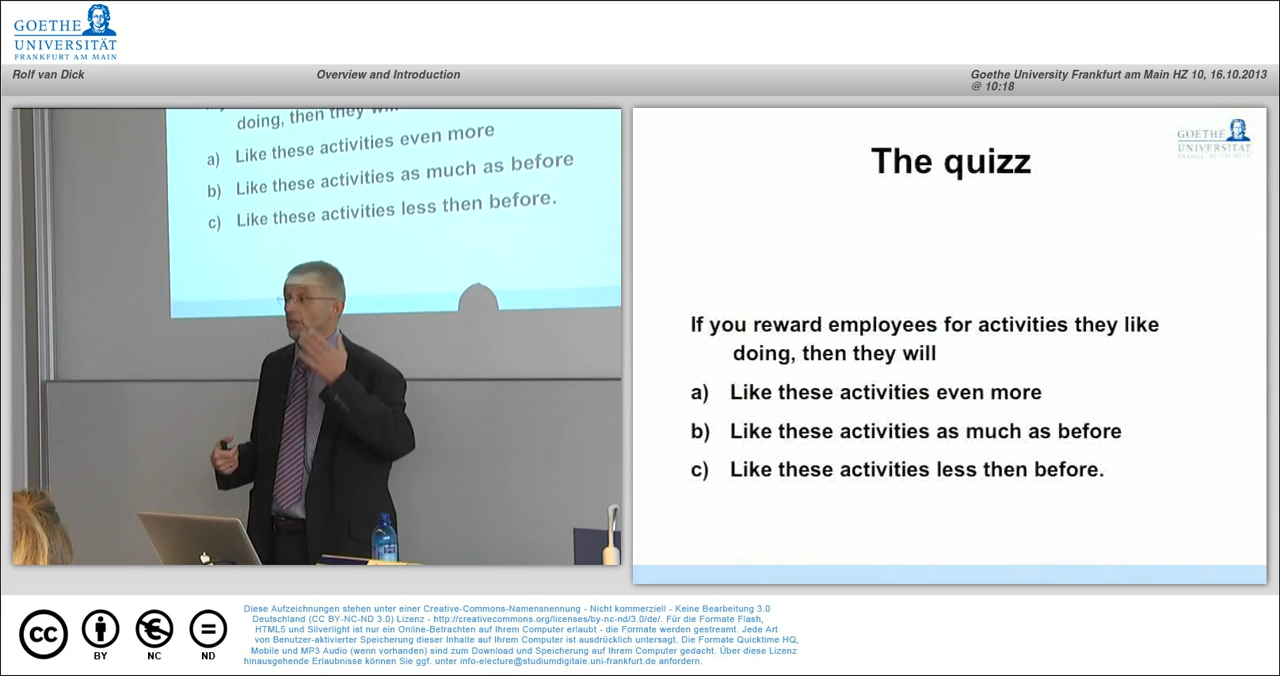 GOETHE
UNIVERSITÄT
FRANKFURT AM MAIN
Rolf van Dick
Overview and Introduction
Goethe University Frankfurt am Main HZ 10, 16.10.2013
@ 10:18
doing, then they will
a) Like these activities even more
b) Like these activities as much as before
c) Like these activities less then before.
GOETHE
UNIVERSITÄT
The quizz
If you reward employees for activities they like
doing, then they will
a) Like these activities even more
b) Like these activities as much as before
c) Like these activities less then before.
cc
BY
NC
ND
Diese Aufzeichnungen stehen unter einer Creative-Commons-Namensnennung - Nicht kommerziell - Keine Bearbeitung 3.0
Deutschland (CC BY-NC-ND 3.0) Lizenz - http://creativecommons.org/licenses/by-nc-nd/3.0/de/. Für die Formate Flash,
HTML5 und Silverlight ist nur ein Online-Betrachten auf Ihrem Computer erlaubt - die Formate werden gestreamt. Jede Art
von Benutzer-aktivierter Speicherung dieser Inhalte auf Ihrem Computer ist ausdrücklich untersagt. Die Formate Quicktime HQ,
Mobile und MP3 Audio (wenn vorhanden) sind zum Download und Speicherung auf Ihrem Computer gedacht. Über diese Lizenz
hinausgehende Erlaubnisse können Sie ggf. unter info-electure@studiumdigitale.uni-frankfurt.de anfordern.